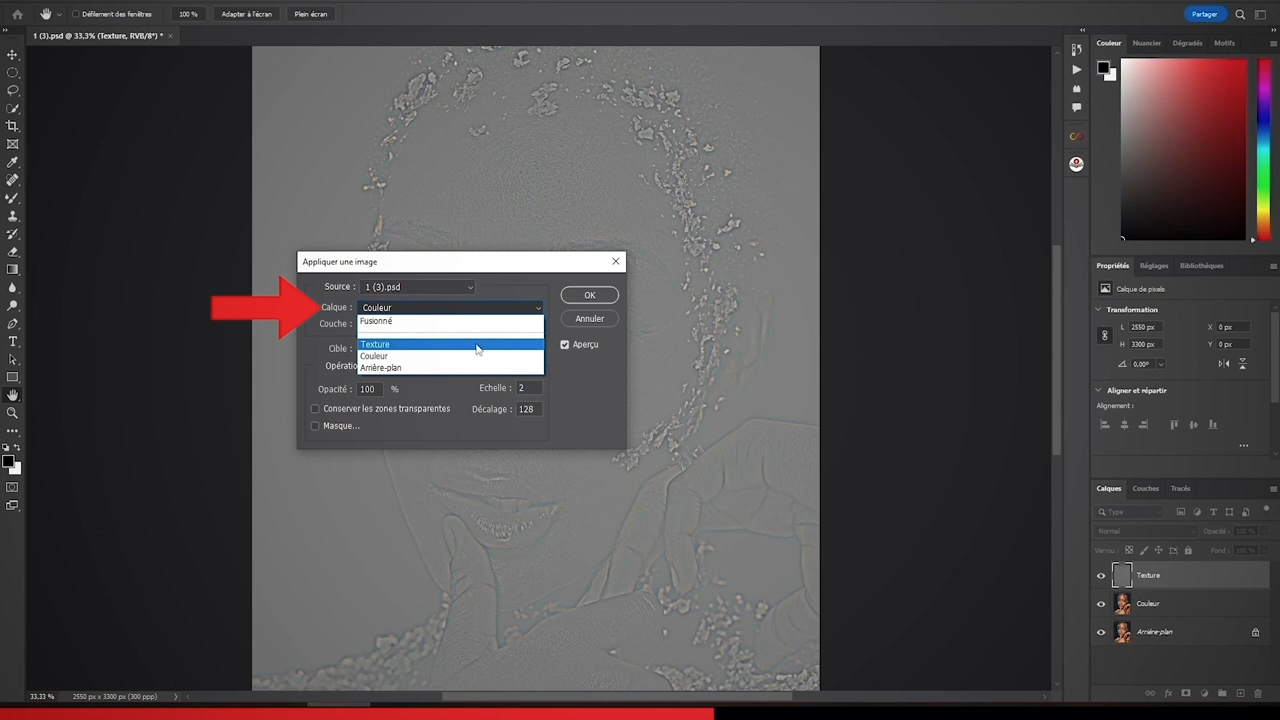 Défilement des fenêtres
100 %
Adapter à l'écran
Plein écran
Partager
1 (3).psd @ 33,3% (Texture, RVB/8*) *
Couleur
Nuancier
Dégradés
Motifs
Appliquer une image
Source :
1 (3).psd
Calque :
Couleur
OK
Couche :
Fusionné
Annuler
Cible :
Texture
Aperçu
Couleur
Opératio
Arrière-plan
Opacité :
100
%
Echelle :
2
Conserver les zones transparentes
Décalage :
128
Masque...
Propriétés
Réglages
Bibliothèques
Calque de pixels
Transformation
L
2550 px
X
0 px
H
3300 px
Y
0 px
0,00°
Aligner et répartir
Alignement :
Calques
Couches
Tracés
Type
Normal
Opacité :
100 %
Verrou :
Fond :
100 %
Texture
Couleur
Arrière-plan
33,33 %
2550 px x 3300 px (300 ppp)